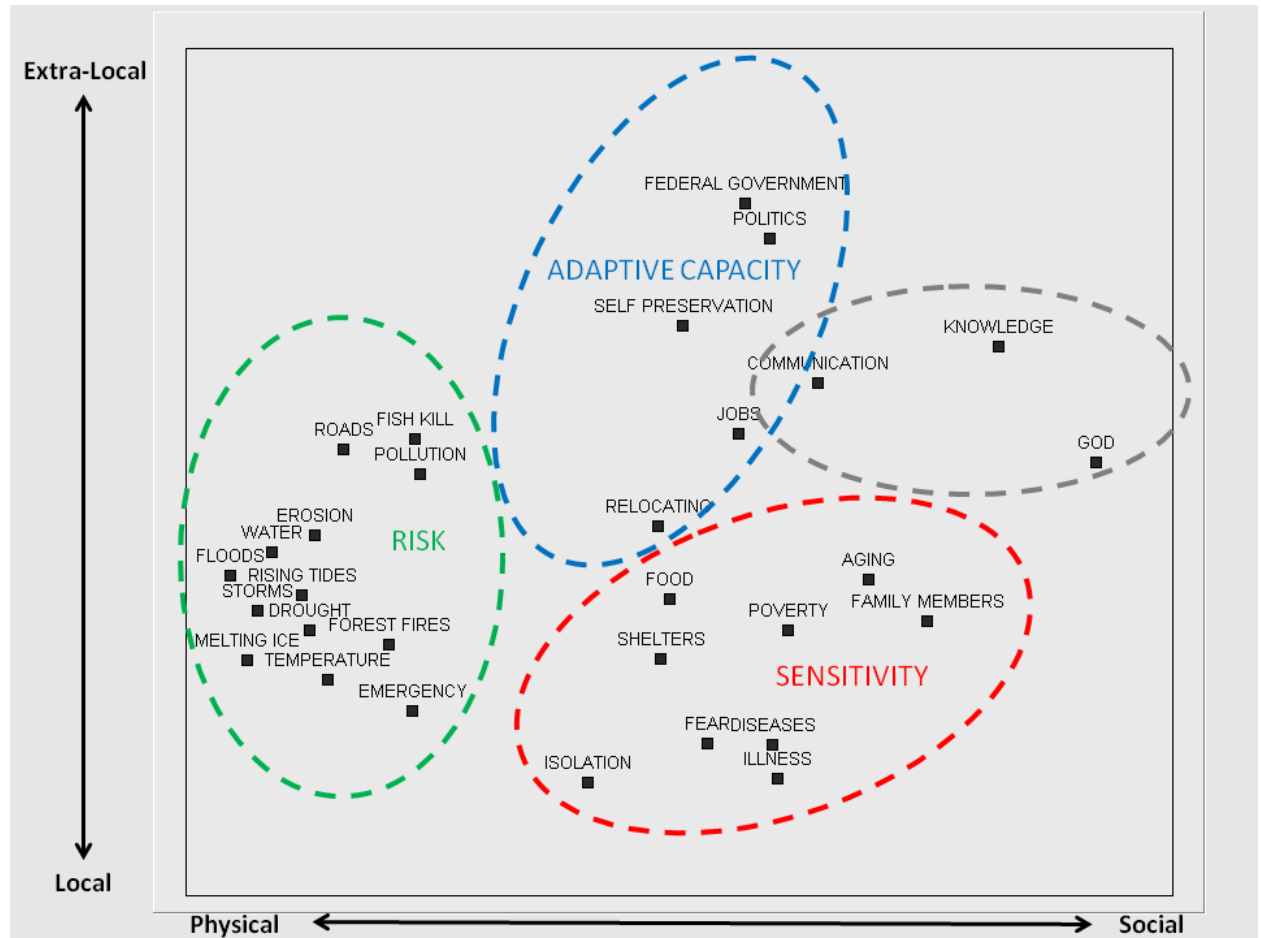 Extra-Local
FEDERAL GOVERNMENT
POLITICS
ADAPTIVE CAPACITY
SELF PRESERVATION
KNOWLEDGE
COMMUNICATION
JOBS
FISH KILL
ROADS
GOD
POLLUTION
RELOCATING
EROSION
WATER
RISK
FLOODS
AGING
RISING TIDES
FOOD
STORMS
FAMILY MEMBERS
DROUGHT
POVERTY
FOREST FIRES
MELTING ICE
SHELTERS
TEMPERATURE
SENSITIVITY
EMERGENCY
FEAR
DISEASES
ILLNESS
ISOLATION
Local
Physical
Social